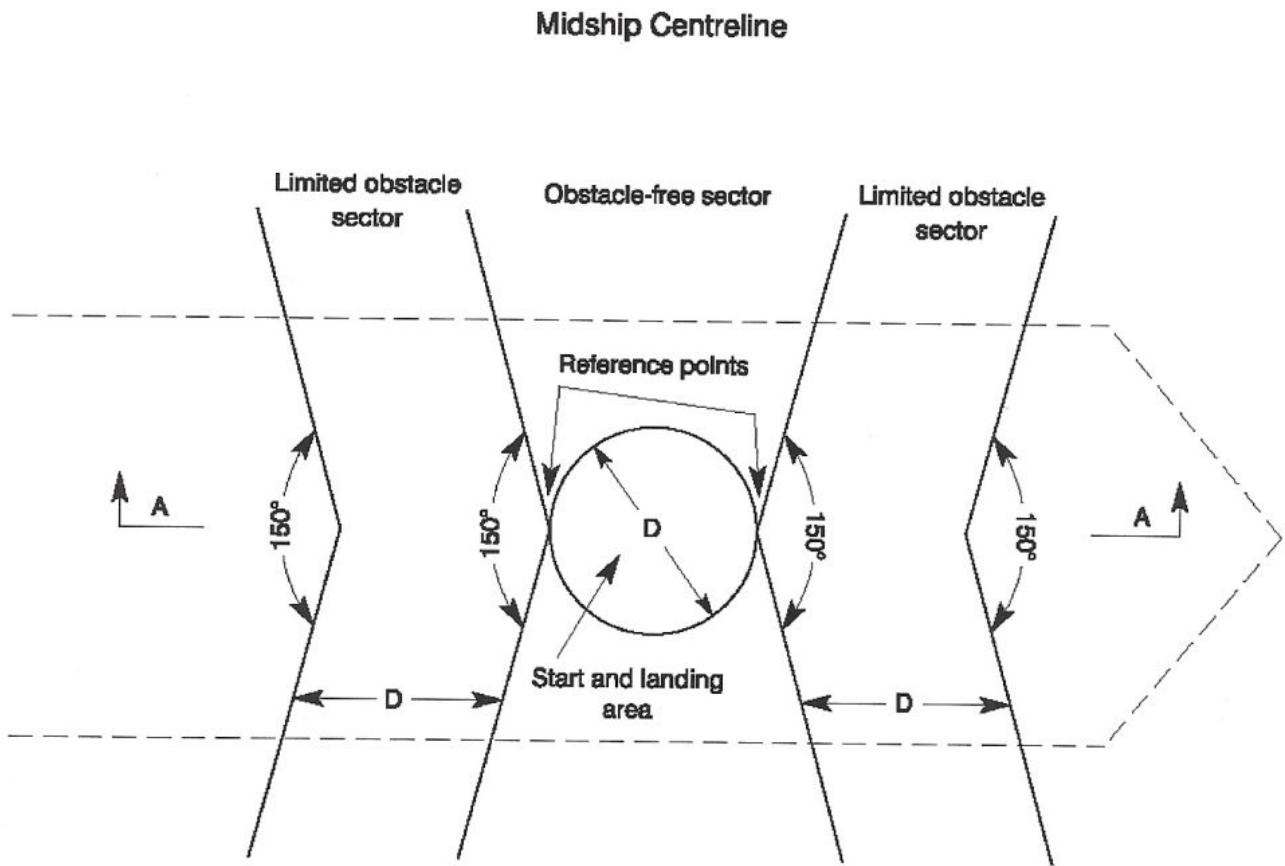 Midship Centreline
Limited obstacle
sector
Obstacle-free sector
Limited obstacle
sector
Reference points
A
150°
150°
D
150°
150°
A
Start and landing
area
D
D